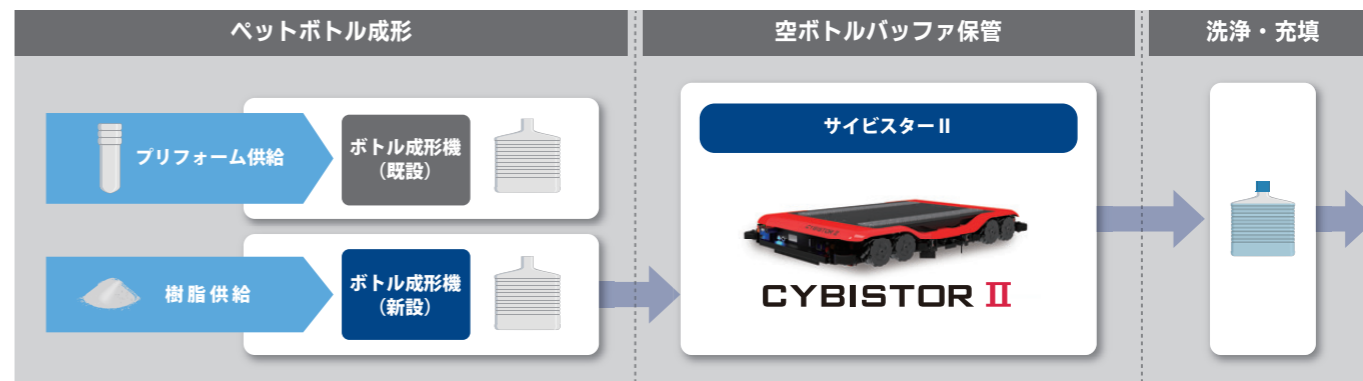 ペットボトル成形
空ボトルバッファ保管
洗浄・充填
プリフォーム供給
ボトル成形機
（既設）
樹脂供給
ボトル成形機
（新設）
サイビスターⅡ
CYBISTOR Ⅱ